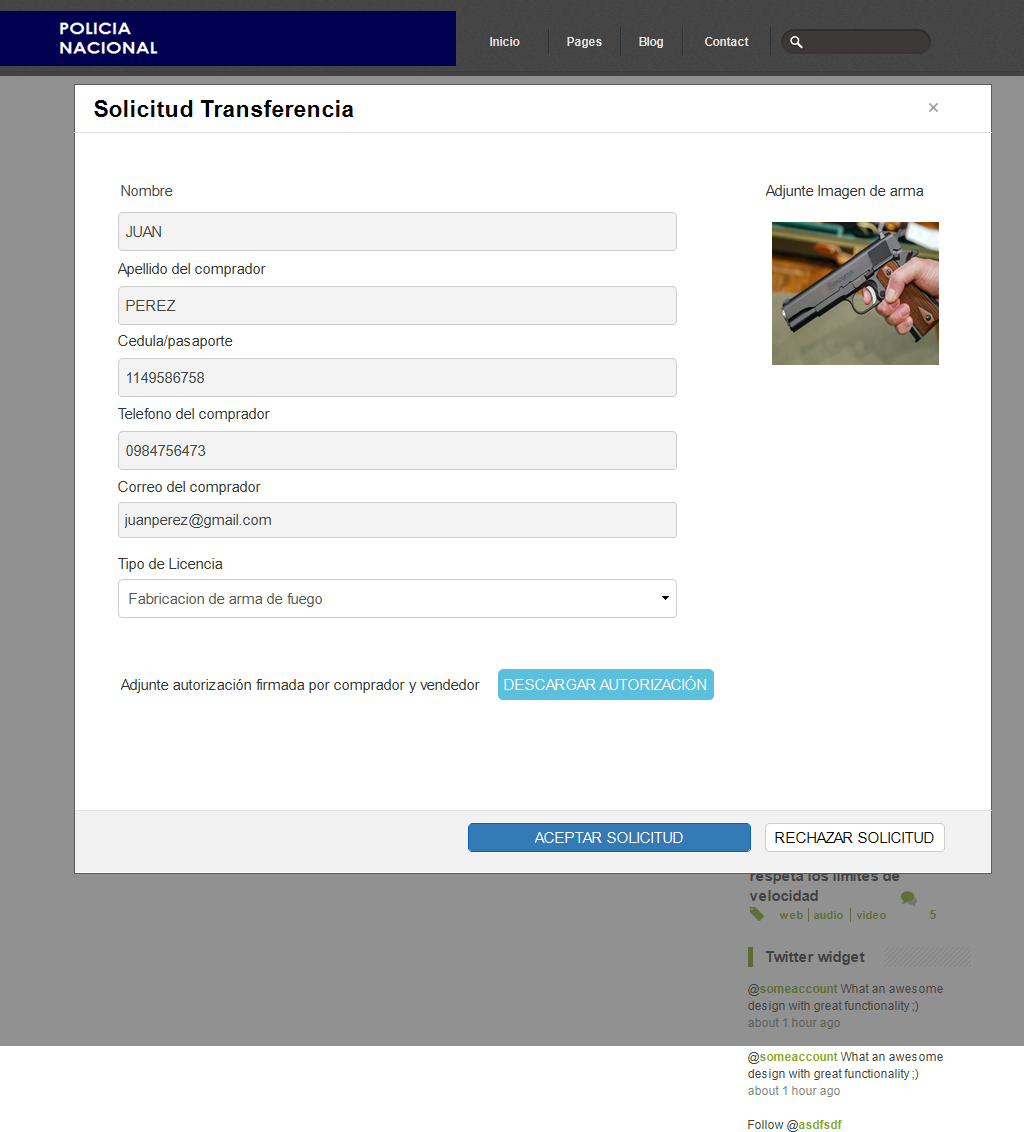 POLICIA
NACIONAL
Inicio
Pages
Blog
Contact
Solicitud Transferencia
×
Nombre
Adjunte Imagen de arma
JUAN
Apellido del comprador
PEREZ
Cedula/pasaporte
1149586758
Telefono del comprador
0984756473
Correo del comprador
juanperez@gmail.com
Tipo de Licencia
Fabricacion de arma de fuego
Adjunte autorización firmada por comprador y vendedor
DESCARGAR AUTORIZACIÓN
ACEPTAR SOLICITUD
RECHAZAR SOLICITUD
respeta los límites de
velocidad
web | audio | video 5
Twitter widget
@someaccount What an awesome
design with great functionality ;)
about 1 hour ago
@someaccount What an awesome
design with great functionality ;)
about 1 hour ago
Follow @asdfsdf